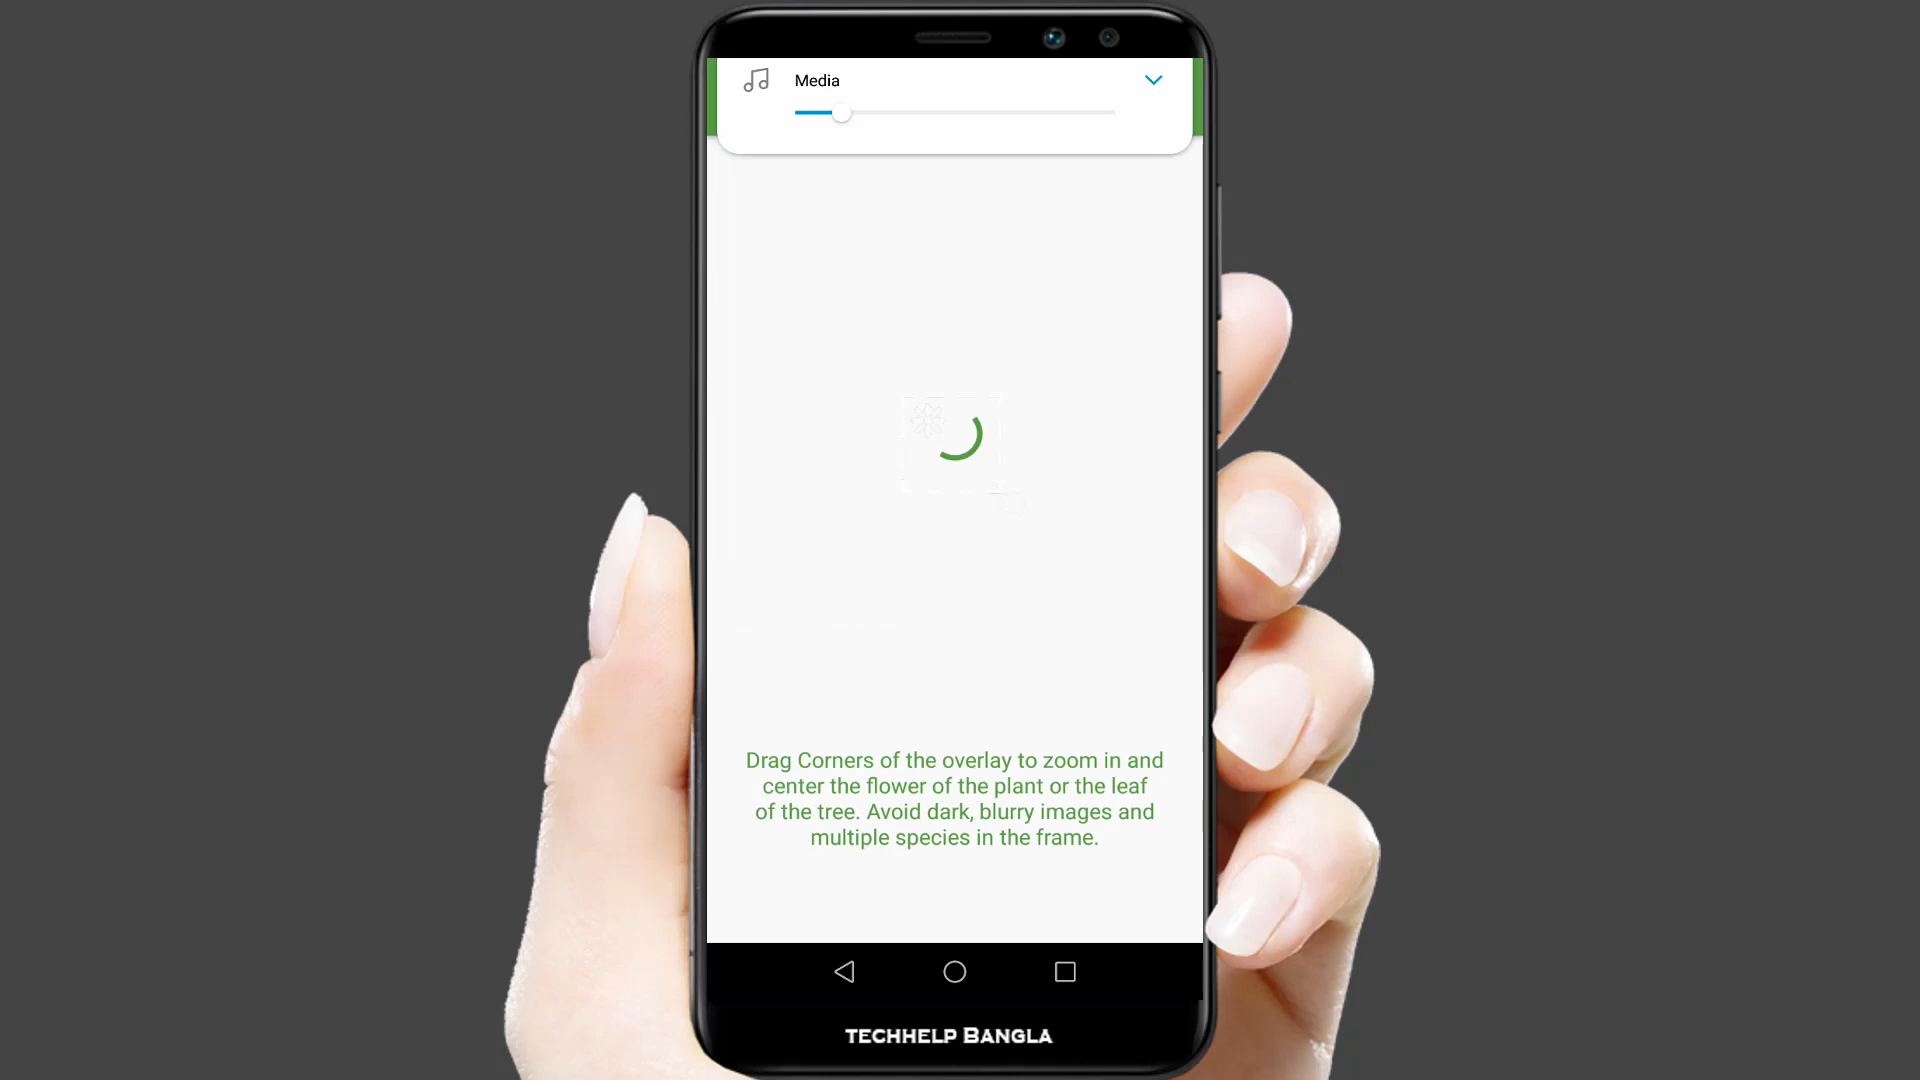 Media
Drag Corners of the overlay to zoom in and
center the flower of the plant or the leaf
of the tree. Avoid dark, blurry images and
multiple species in the frame.
TECHHELP BANGLA